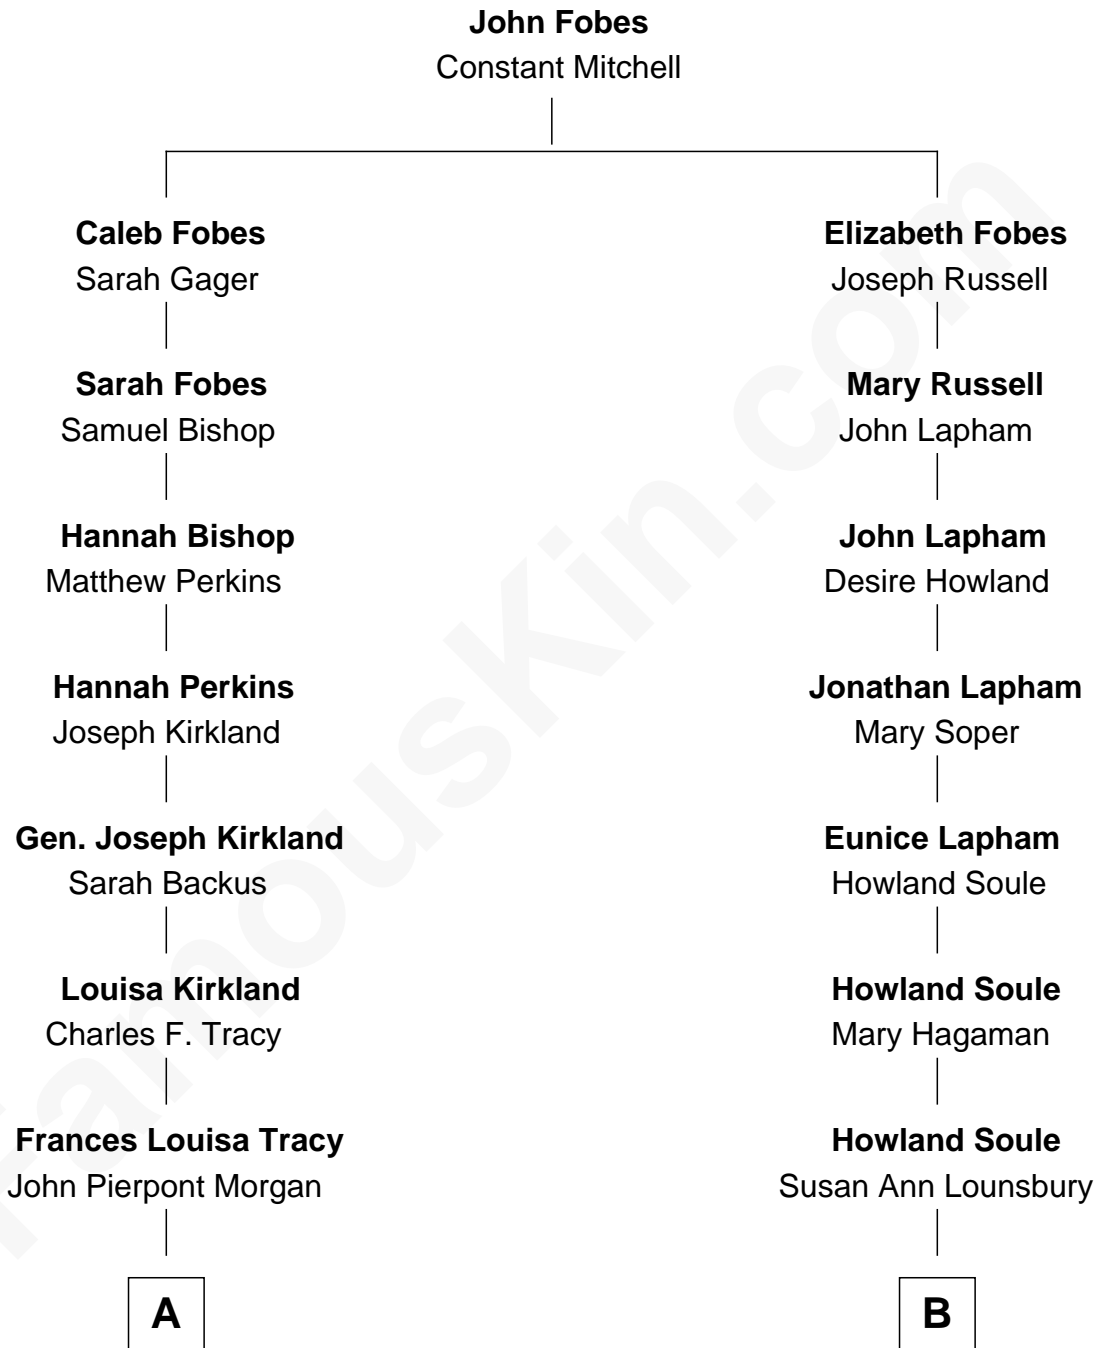 John Fobes
Constant Mitchell
Caleb Fobes
Sarah Gager
Elizabeth Fobes
Joseph Russell
Sarah Fobes
Samuel Bishop
Mary Russell
John Lapham
Hannah Bishop
Matthew Perkins
John Lapham
Desire Howland
Hannah Perkins
Joseph Kirkland
Jonathan Lapham
Mary Soper
Gen. Joseph Kirkland
Sarah Backus
Eunice Lapham
Howland Soule
Louisa Kirkland
Charles F. Tracy
Howland Soule
Mary Hagaman
Frances Louisa Tracy
John Pierpont Morgan
Howland Soule
Susan Ann Lounsbury
A
B
FamousKin.com